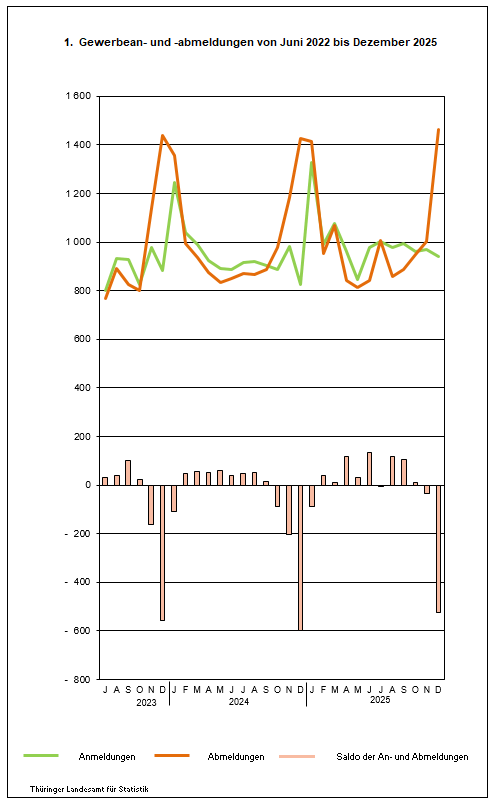 1. Gewerbean- und -abmeldungen von Juni 2022 bis Dezember 2025
1 600
1 400
1 200
1 000
800
600
400
200
0
- 200
- 400
- 600
- 800
J A S O N D J F M A M J J A S O N D J F M A M J J A S O N D
2023 2024 2025
Anmeldungen Abmeldungen Saldo der An- und Abmeldungen
Thüringer Landesamt für Statistik